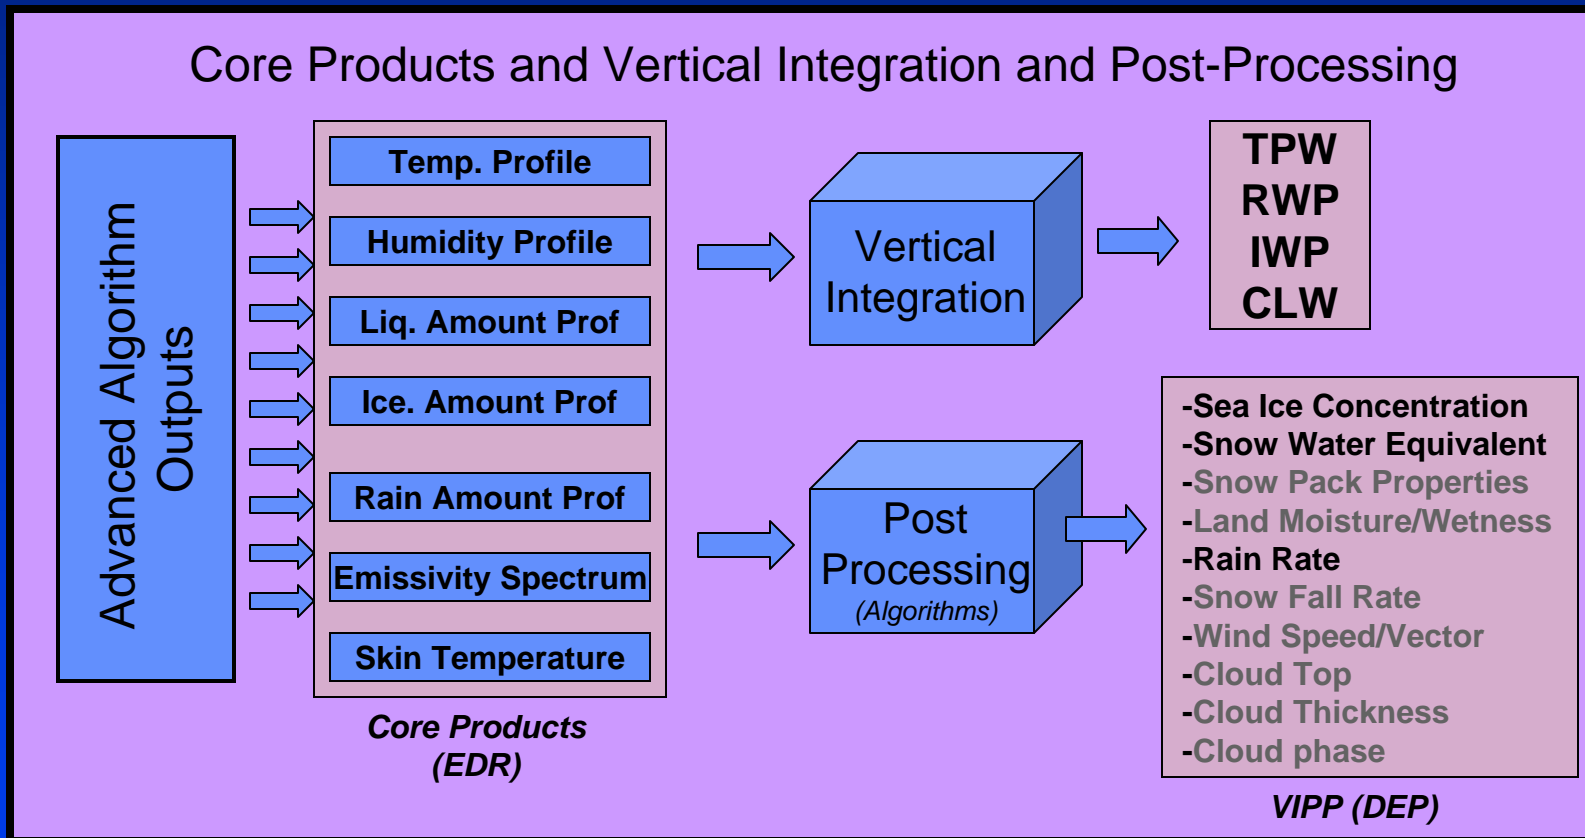 Core Products and Vertical Integration and Post-Processing
Advanced Algorithm
Outputs
Temp. Profile
Humidity Profile
Liq. Amount Prof
Ice. Amount Prof
Rain Amount Prof
Emissivity Spectrum
Skin Temperature
Core Products
(EDR)
Vertical
Integration
Post
Processing
(Algorithms)
TPW
RWP
IWP
CLW
-Sea Ice Concentration
-Snow Water Equivalent
-Snow Pack Properties
-Land Moisture/Wetness
-Rain Rate
-Snow Fall Rate
-Wind Speed/Vector
-Cloud Top
-Cloud Thickness
-Cloud phase
VIPP (DEP)